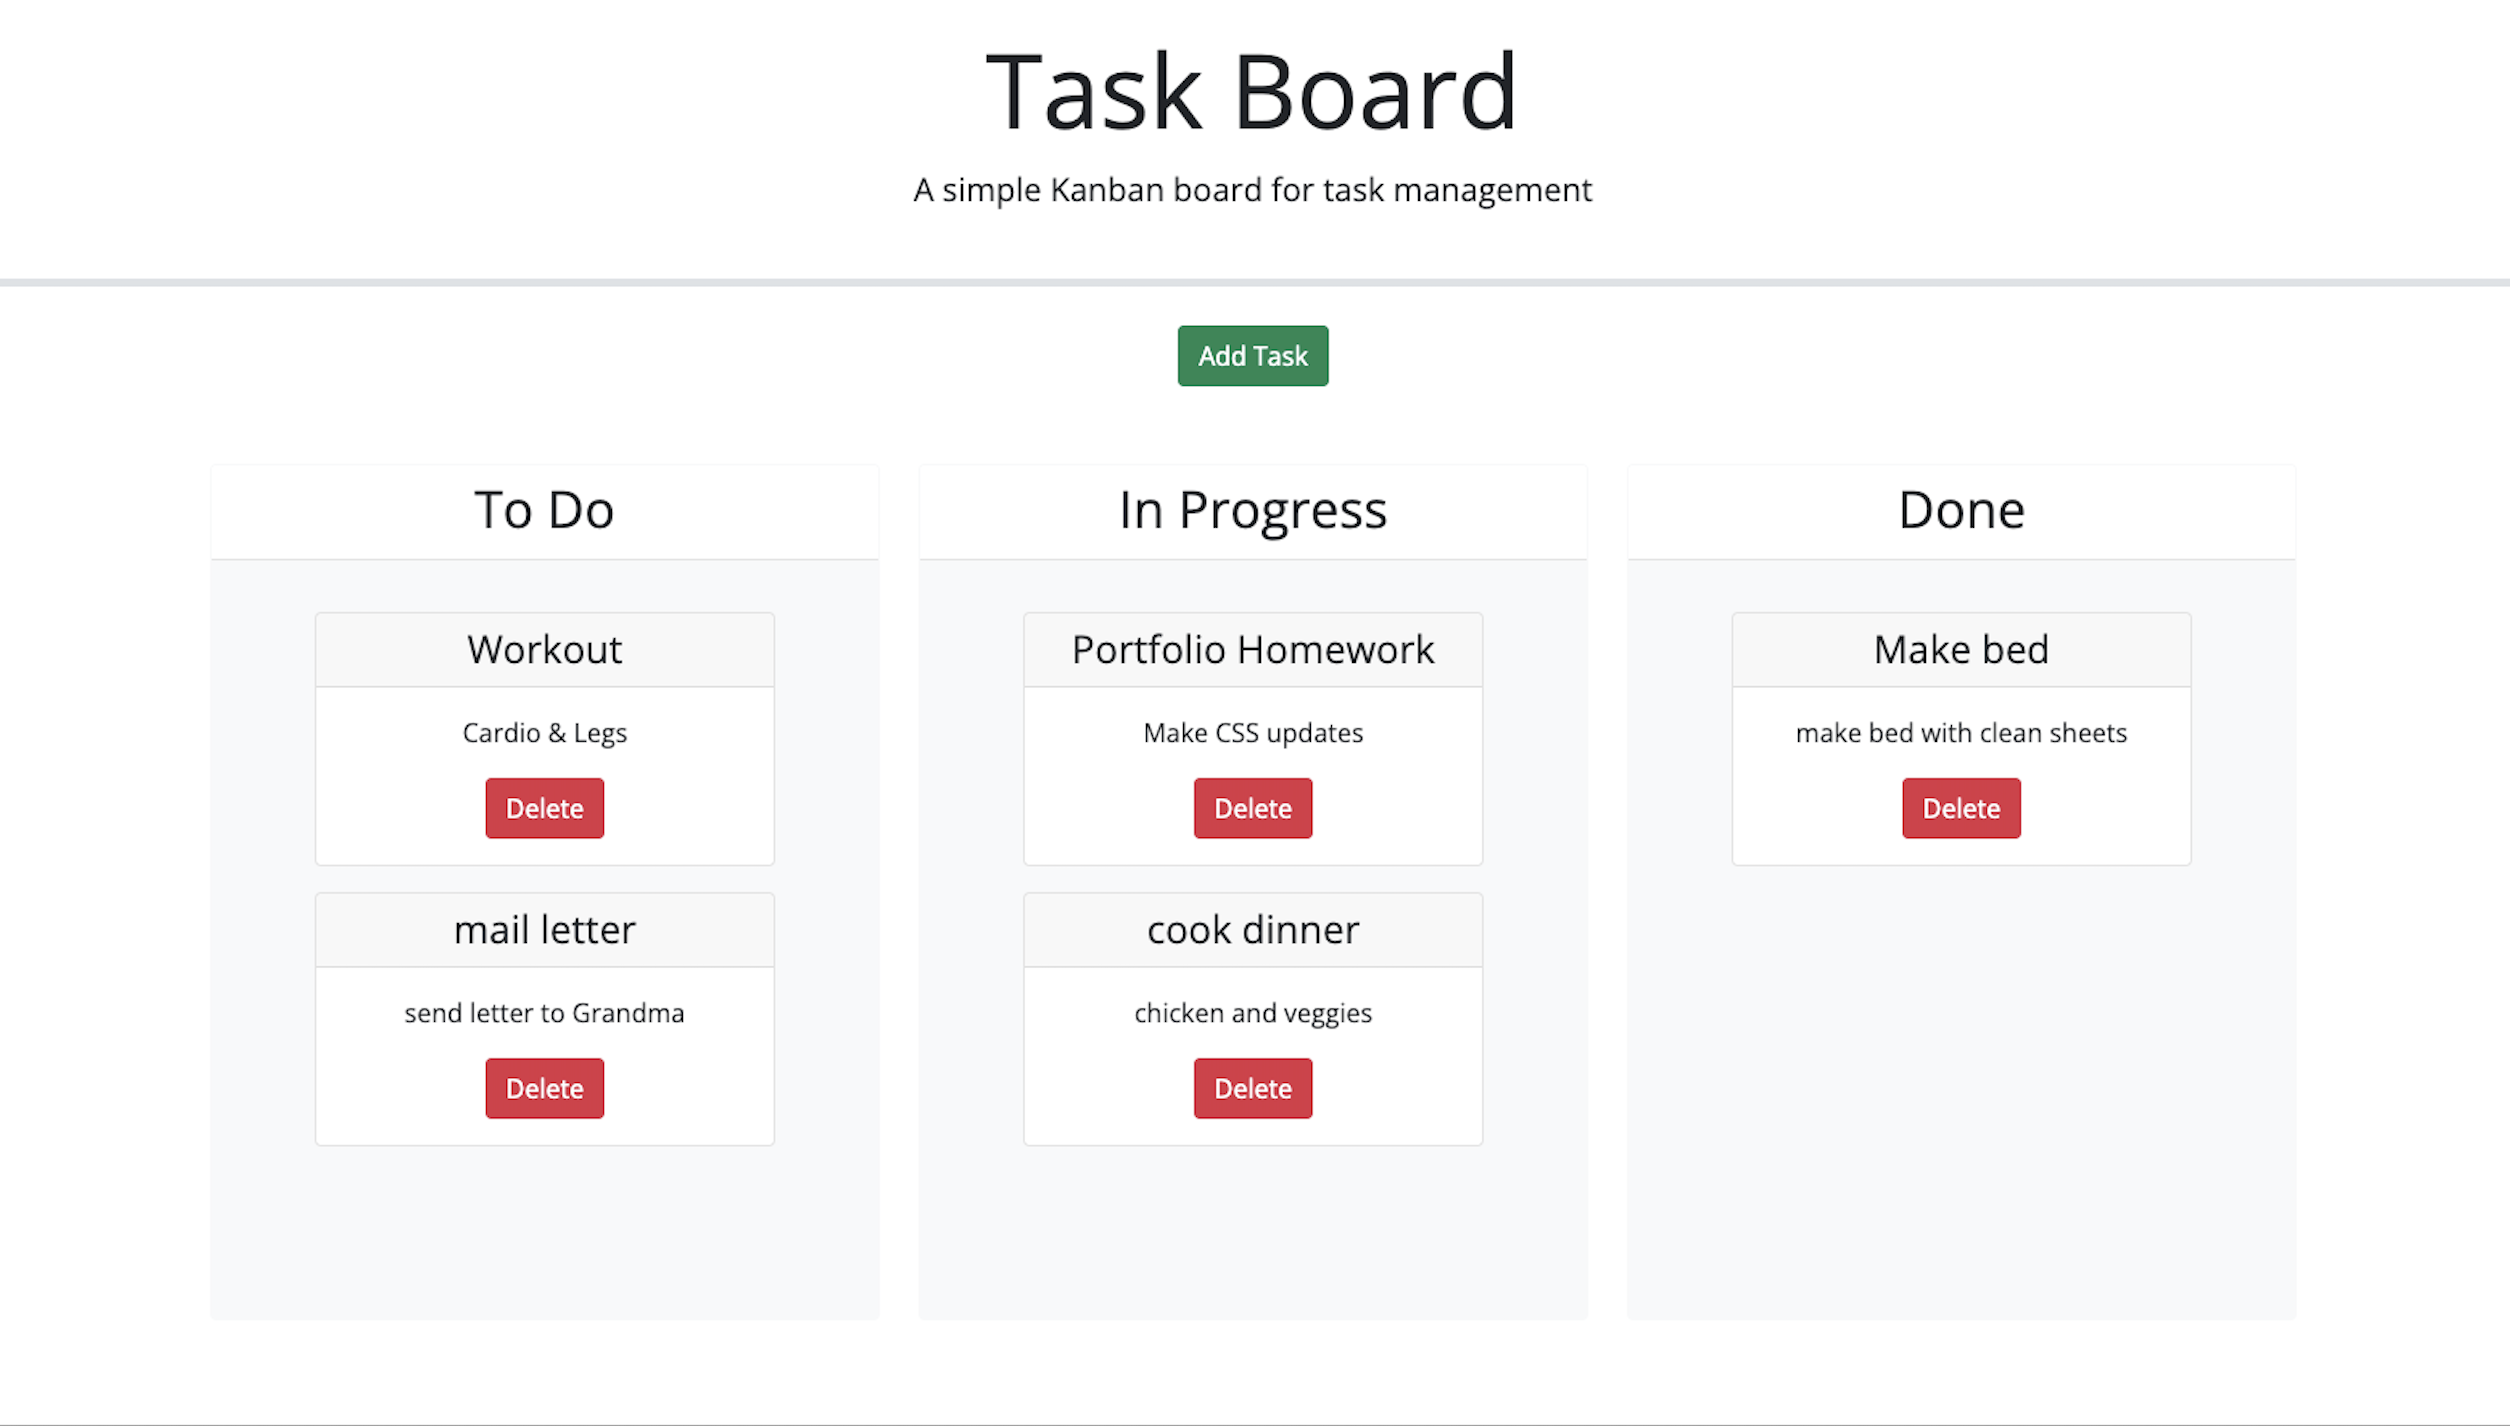 Task Board
A simple Kanban board for task management
Add Task
To Do
Workout
Cardio & Legs
Delete
mail letter
send letter to Grandma
Delete
In Progress
Portfolio Homework
Make CSS updates
Delete
cook dinner
chicken and veggies
Delete
Done
Make bed
make bed with clean sheets
Delete